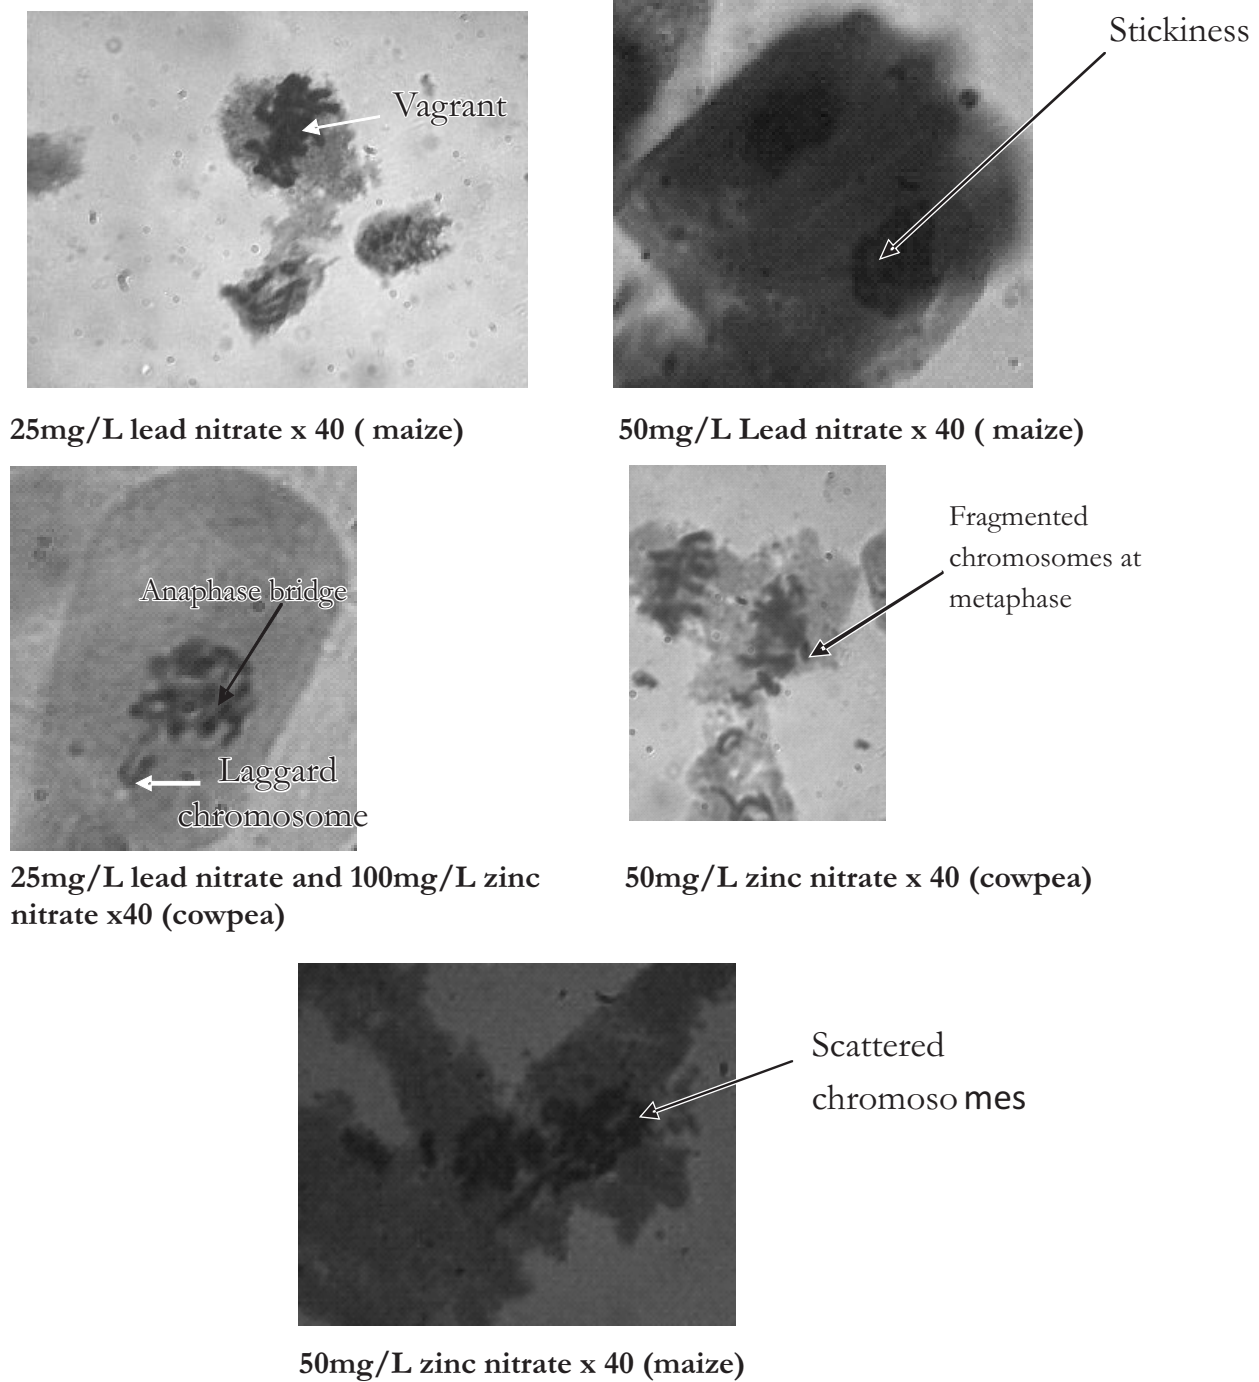 Vagrant
Stickiness
25mg/L lead nitrate x 40 ( maize)
50mg/L Lead nitrate x 40 ( maize)
Anaphase bridge
Laggard
chromosome
Fragmented
chromosomes at
metaphase
25mg/L lead nitrate and 100mg/L zinc
nitrate x40 (cowpea)
50mg/L zinc nitrate x 40 (cowpea)
Scattered
chromosomes
50mg/L zinc nitrate x 40 (maize)